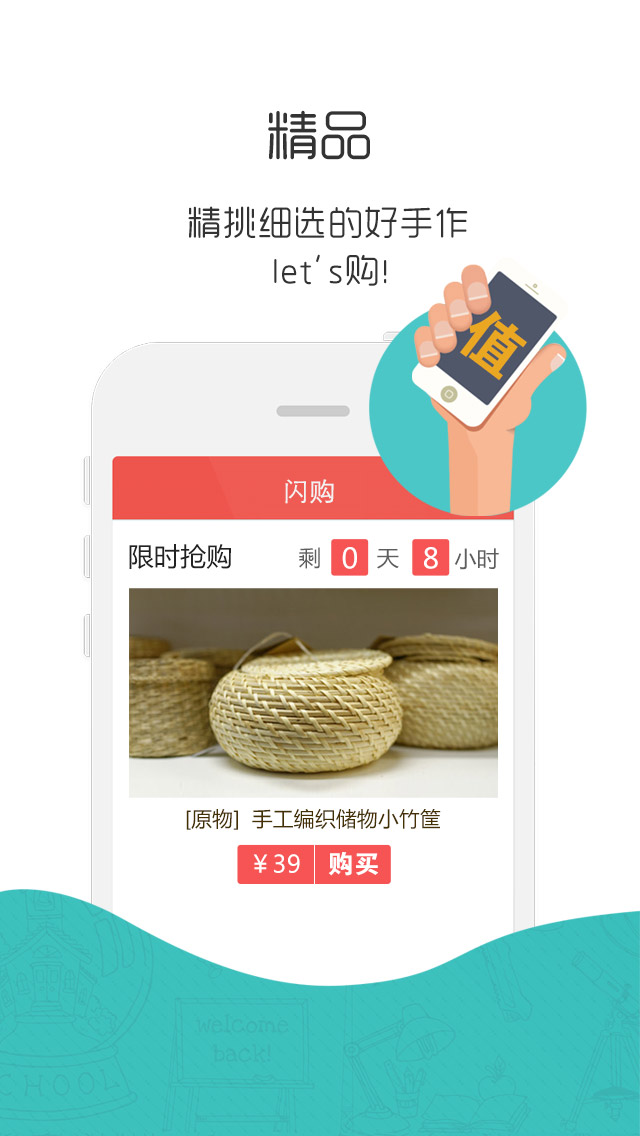 精品
精挑细选的好手作
let's购!
值
闪购
限时抢购 剩 0 天 8 小时
[原物] 手工编织储物小竹筐
￥39 购买
welcome
back!
SCHOOL